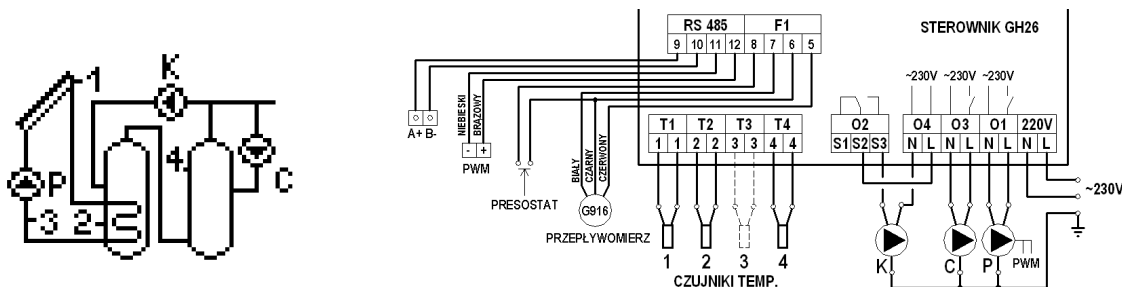 K
1
4
P
C
3 2
RS 485 F1
9 10 11 12 8 7 6 5
STEROWNIK GH26
~230V ~230V ~230V
A+ B-
NIEBIESKI
BRĄZOWY
- +
PWM
PRESOSTAT
BIAŁY
CZARNY
CZERWONY
G916
PRZEPŁYWOMIERZ
T1 T2 T3 T4
1 1 2 2 3 3 4 4
O2 O4 O3 O1 220V
S1 S2 S3 N L N L N L N L
~230V
1 2 3 4
CZUJNIKI TEMP.
K C P PWM